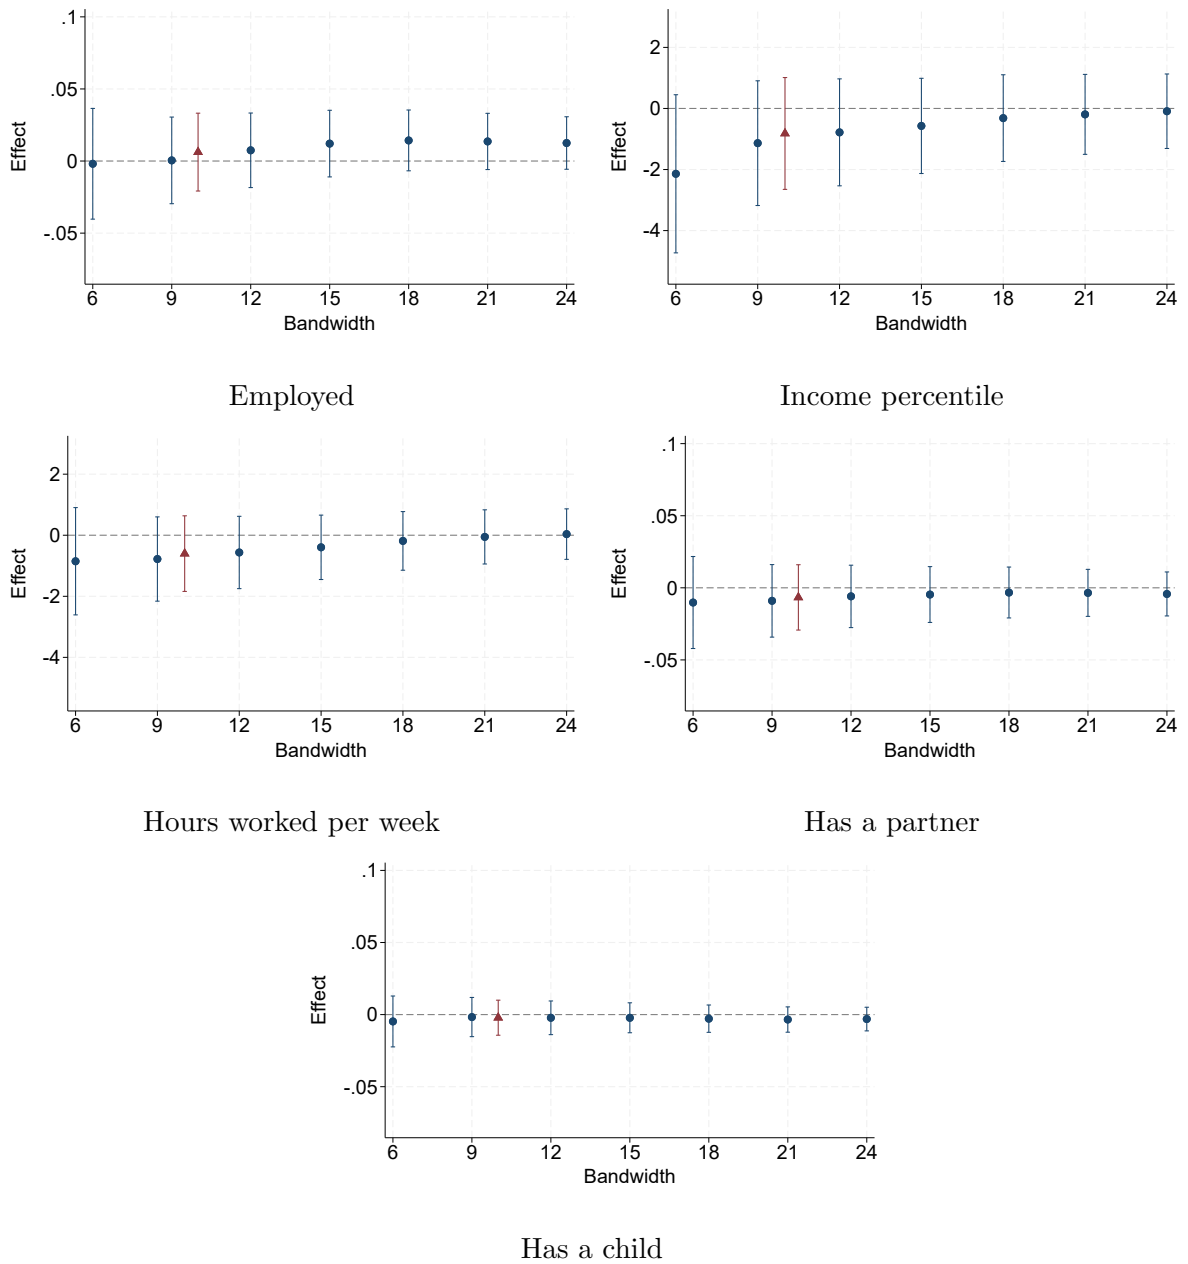 .1
.05
0
-.05
Effect
6 9 12 15 18 21 24
Bandwidth
Employed
2
0
-2
-4
Effect
6 9 12 15 18 21 24
Bandwidth
Income percentile
2
0
-2
-4
Effect
6 9 12 15 18 21 24
Bandwidth
Hours worked per week
.1
.05
0
-.05
Effect
6 9 12 15 18 21 24
Bandwidth
Has a partner
.1
.05
0
-.05
Effect
6 9 12 15 18 21 24
Bandwidth
Has a child